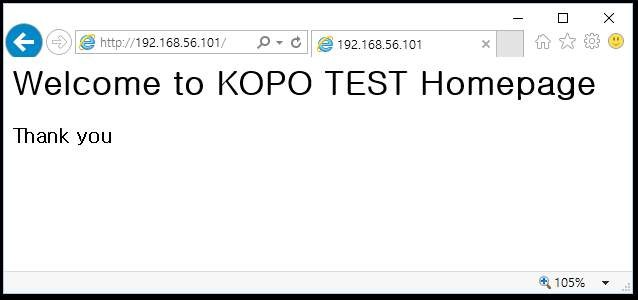 http://192.168.56.101/
192.168.56.101
Welcome to KOPO TEST Homepage
Thank you
105%